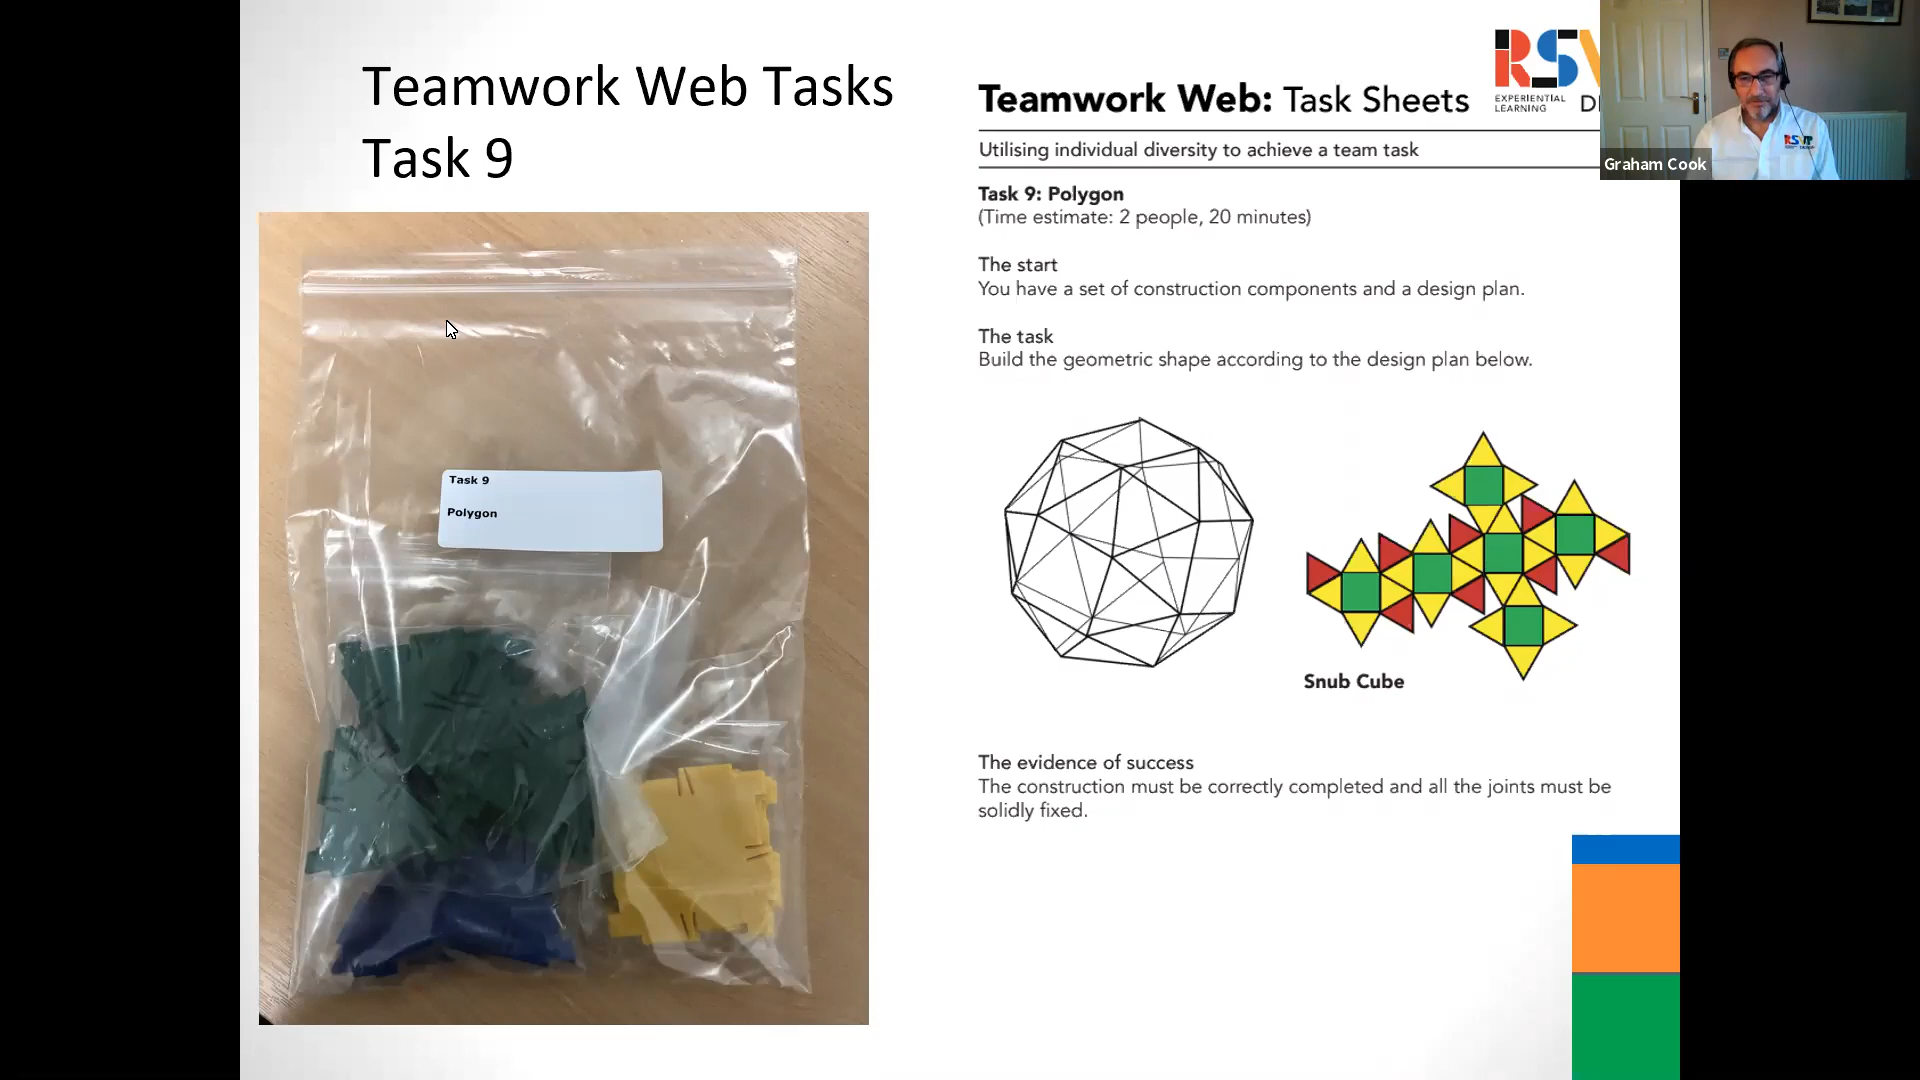 Teamwork Web Tasks
Task 9
Task 9
Polygon
Teamwork Web: Task Sheets
RSV
EXPERIENTIAL
LEARNING
Utilising individual diversity to achieve a team task
Task 9: Polygon
(Time estimate: 2 people, 20 minutes)
The start
You have a set of construction components and a design plan.
The task
Build the geometric shape according to the design plan below.
Snub Cube
The evidence of success
The construction must be correctly completed and all the joints must be
solidly fixed.
Graham Cook
RSVP